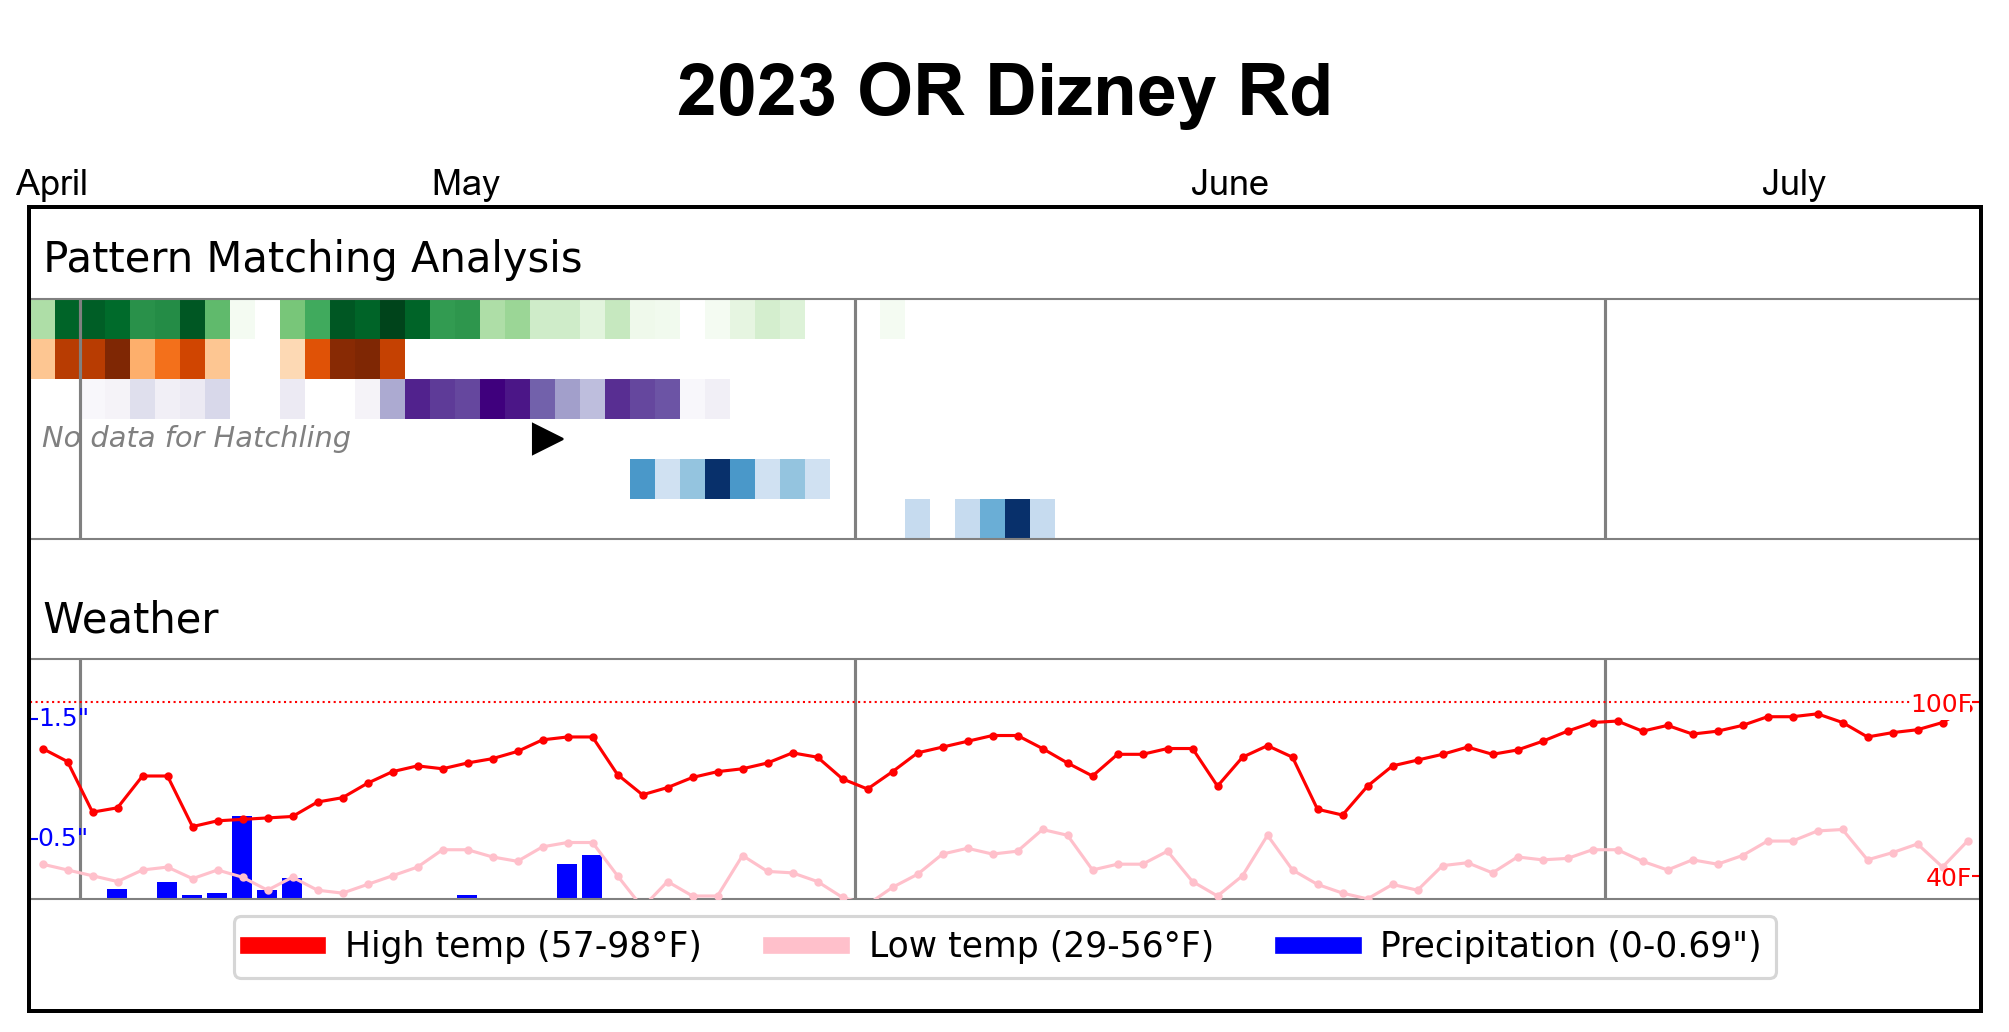 2023 OR Dizney Rd
April May June July
Pattern Matching Analysis
No data for Hatchling
Weather
1.5"
100F
0.5"
40F
High temp (57-98°F) Low temp (29-56°F) Precipitation (0-0.69")